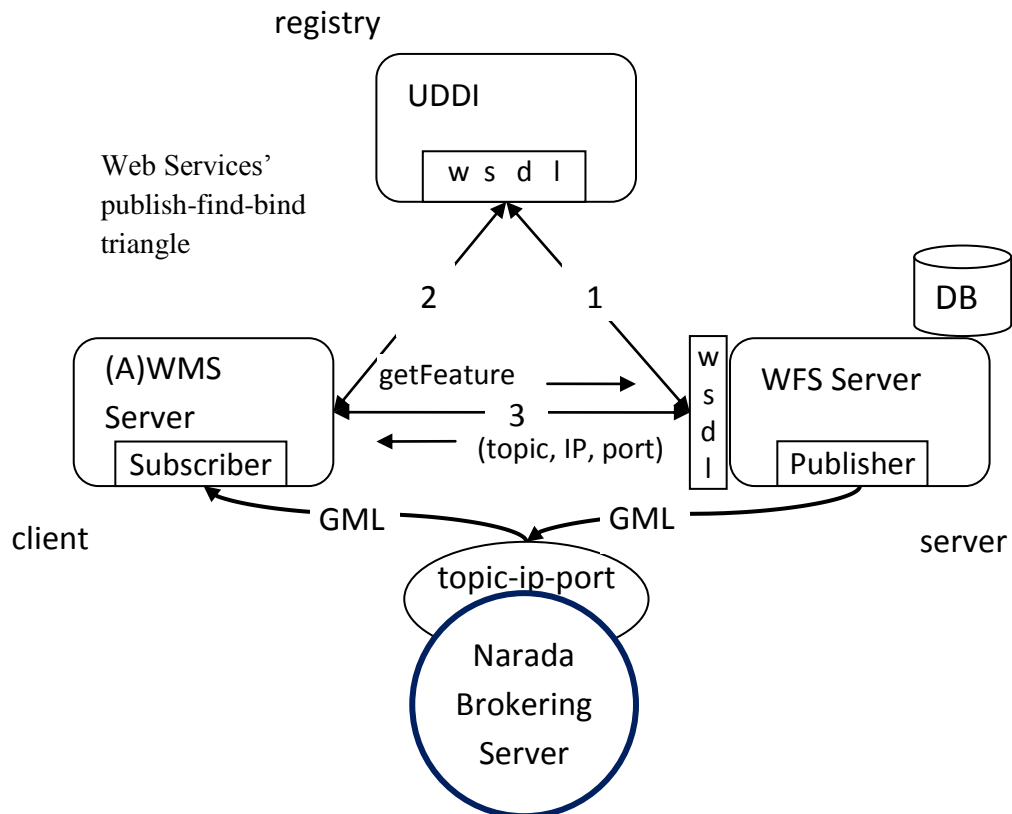 registry
UDDI
w s d l
Web Services’
publish-find-bind
triangle
2
1
DB
(A)WMS
Server
Subscriber
getFeature
3
(topic, IP, port)
w
s
d
l
WFS Server
Publisher
GML
GML
client
server
topic-ip-port
Narada
Brokering
Server